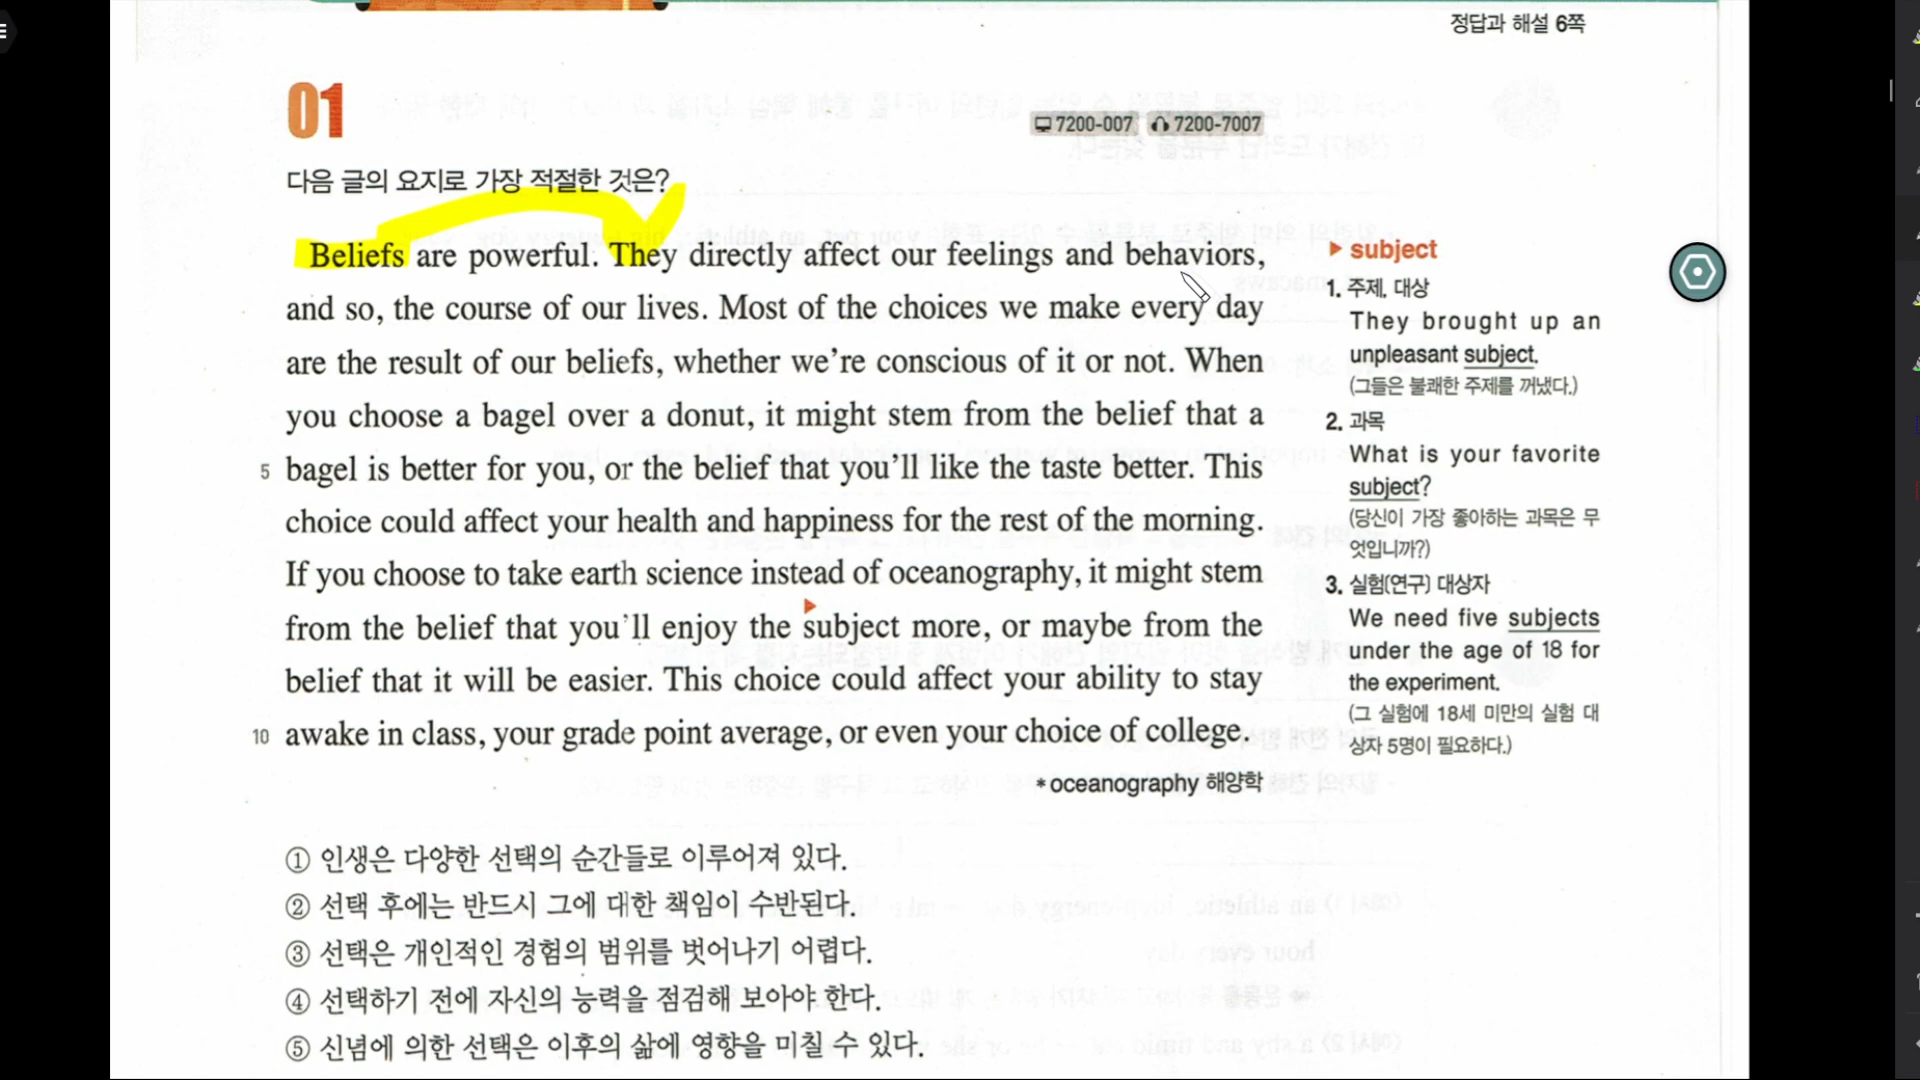 정답과 해설 6쪽
01
7200-007 7200-7007
다음 글의 요지로 가장 적절한 것은?
Beliefs are powerful. They directly affect our feelings and behaviors,
and so, the course of our lives. Most of the choices we make every day
are the result of our beliefs, whether we're conscious of it or not. When
you choose a bagel over a donut, it might stem from the belief that a
5 bagel is better for you, or the belief that you'll like the taste better. This
choice could affect your health and happiness for the rest of the morning.
If you choose to take earth science instead of oceanography, it might stem
from the belief that you'll enjoy the subject more, or maybe from the
belief that it will be easier. This choice could affect your ability to stay
10 awake in class, your grade point average, or even your choice of college.
* oceanography 해양학
① 인생은 다양한 선택의 순간들로 이루어져 있다.
② 선택 후에는 반드시 그에 대한 책임이 수반된다.
③ 선택은 개인적인 경험의 범위를 벗어나기 어렵다.
④ 선택하기 전에 자신의 능력을 점검해 보아야 한다.
⑤ 신념에 의한 선택은 이후의 삶에 영향을 미칠 수 있다.
subject
1. 주제, 대상
They brought up an
unpleasant subject.
(그들은 불쾌한 주제를 꺼냈다.)
2. 과목
What is your favorite
subject?
(당신이 가장 좋아하는 과목은 무
엇입니까?)
3. 실험(연구) 대상자
We need five subjects
under the age of 18 for
the experiment.
(그 실험에 18세 미만의 실험 대
상자 5명이 필요하다.)